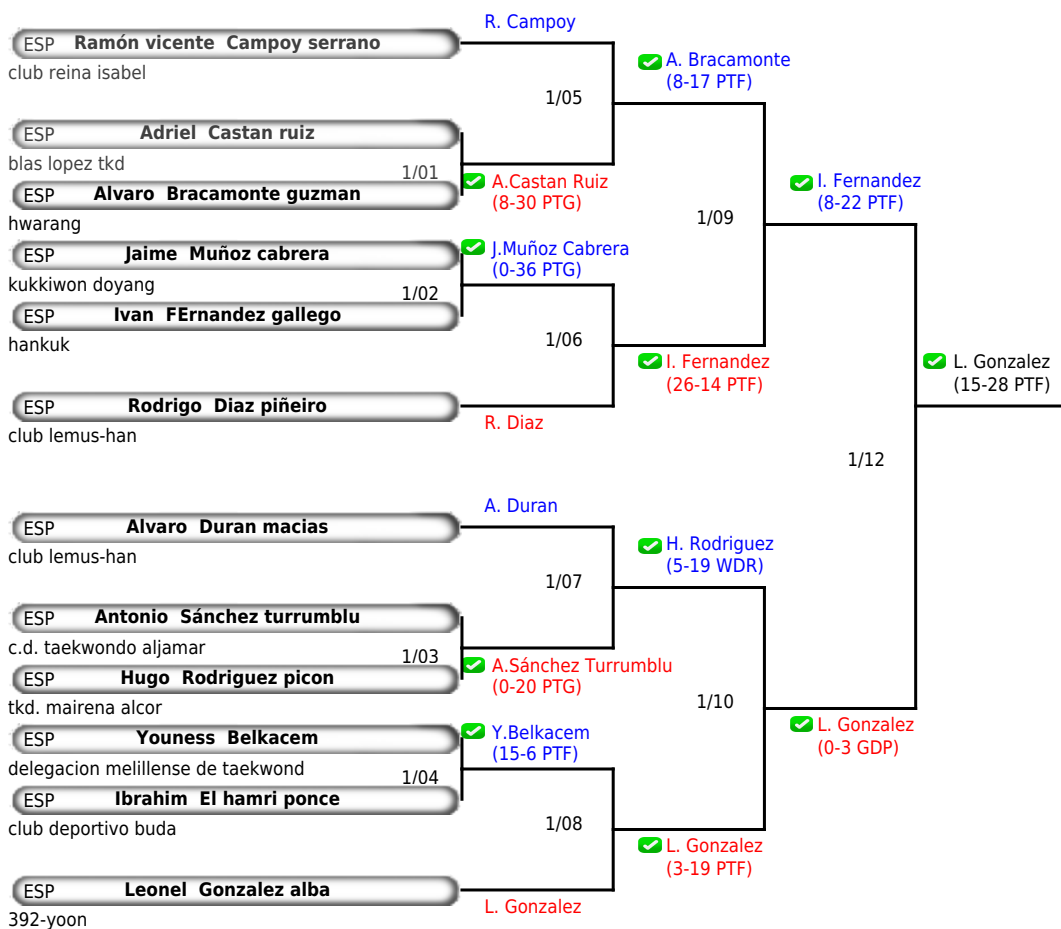 R. Campoy
ESP Ramón vicente Campoy serrano
club reina isabel
A. Bracamonte
(8-17 PTF)
1/05
ESP Adriel Castan ruiz
blas lopez tkd
1/01
A.Castan Ruiz
(8-30 PTG)
ESP Alvaro Bracamonte guzman
hwarang
I. Fernandez
(8-22 PTF)
1/09
ESP Jaime Muñoz cabrera
kukkiwon doyang
J.Muñoz Cabrera
(0-36 PTG)
1/02
ESP Ivan FErnandez gallego
hankuk
1/06
I. Fernandez
(26-14 PTF)
L. Gonzalez
(15-28 PTF)
ESP Rodrigo Diaz piñeiro
club lemus-han
R. Diaz
1/12
A. Duran
ESP Alvaro Duran macias
club lemus-han
H. Rodriguez
(5-19 WDR)
1/07
ESP Antonio Sánchez turrumblu
c.d. taekwondo aljamar
1/03
A.Sánchez Turrumblu
(0-20 PTG)
ESP Hugo Rodriguez picon
tkd. mairena alcor
1/10
L. Gonzalez
(0-3 GDP)
ESP Youness Belkacem
delegacion melillense de taekwond
Y.Belkacem
(15-6 PTF)
1/04
ESP Ibrahim El hamri ponce
club deportivo buda
1/08
L. Gonzalez
(3-19 PTF)
ESP Leonel Gonzalez alba
392-yoon
L. Gonzalez